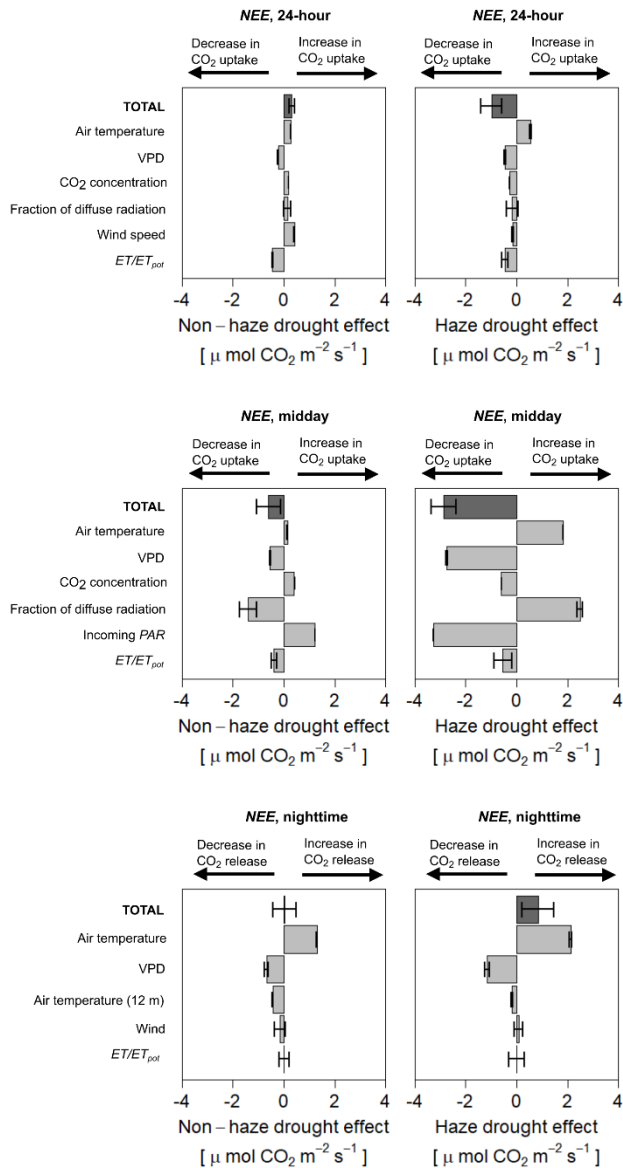 NEE, 24-hour
Decrease in
CO2 uptake
Increase in
CO2 uptake
TOTAL
Air temperature
VPD
CO2 concentration
Fraction of diffuse radiation
Wind speed
ET/ETpot
-4 -2 0 2 4
Non – haze drought effect
[ μ mol CO2 m−2 s−1 ]
NEE, 24-hour
Decrease in
CO2 uptake
Increase in
CO2 uptake
-4 -2 0 2 4
Haze drought effect
[ μ mol CO2 m−2 s−1 ]
NEE, midday
Decrease in
CO2 uptake
Increase in
CO2 uptake
TOTAL
Air temperature
VPD
CO2 concentration
Fraction of diffuse radiation
Incoming PAR
ET/ETpot
-4 -2 0 2 4
Non – haze drought effect
[ μ mol CO2 m−2 s−1 ]
NEE, midday
Decrease in
CO2 uptake
Increase in
CO2 uptake
-4 -2 0 2 4
Haze drought effect
[ μ mol CO2 m−2 s−1 ]
NEE, nighttime
Decrease in
CO2 release
Increase in
CO2 release
TOTAL
Air temperature
VPD
Air temperature (12 m)
Wind
ET/ETpot
-4 -2 0 2 4
Non – haze drought effect
[ μ mol CO2 m−2 s−1 ]
NEE, nighttime
Decrease in
CO2 release
Increase in
CO2 release
-4 -2 0 2 4
Haze drought effect
[ μ mol CO2 m−2 s−1 ]